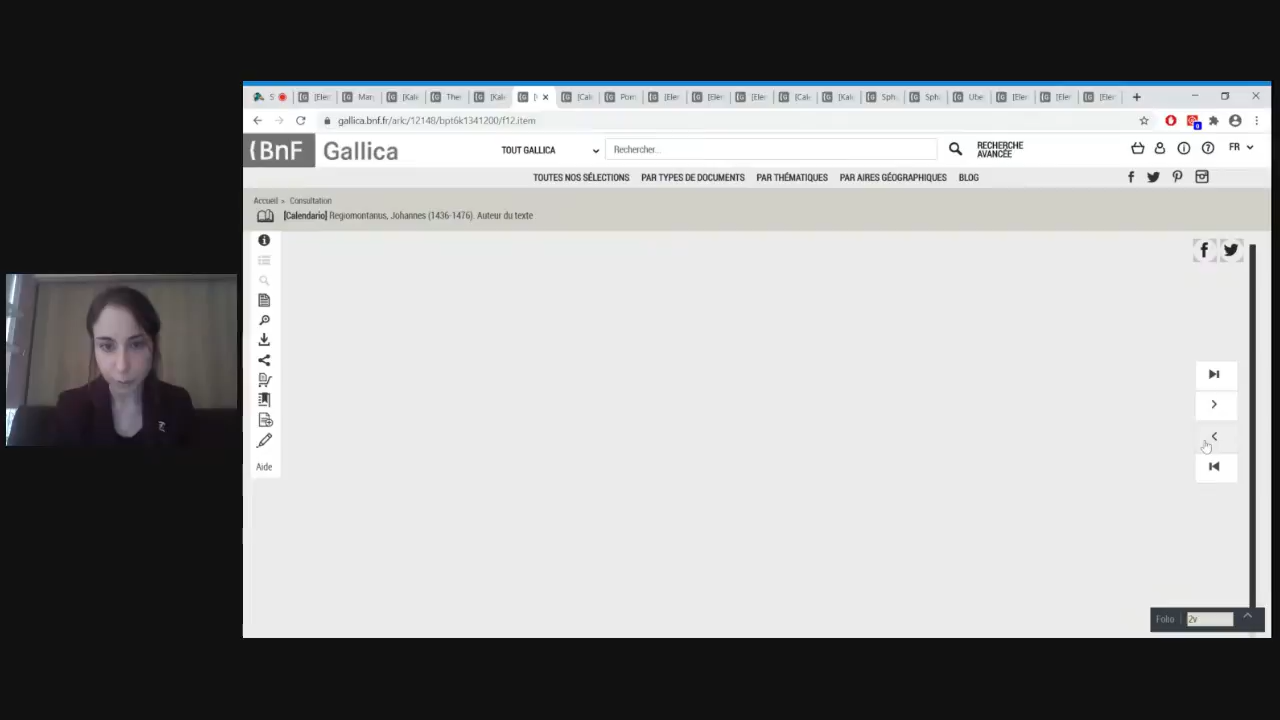 gallica.bnf.fr/ark:/12148/bpt6k1341200/f12.item
BnF Gallica
TOUT GALLICA
Rechercher...
RECHERCHE AVANCÉE
FR
TOUTES NOS SÉLECTIONS PAR TYPES DE DOCUMENTS PAR THÉMATIQUES PAR AIRES GÉOGRAPHIQUES BLOG
Accueil > Consultation
[Calendario] Regiomontanus, Johannes (1436-1476). Auteur du texte
Aide
Folio 2v